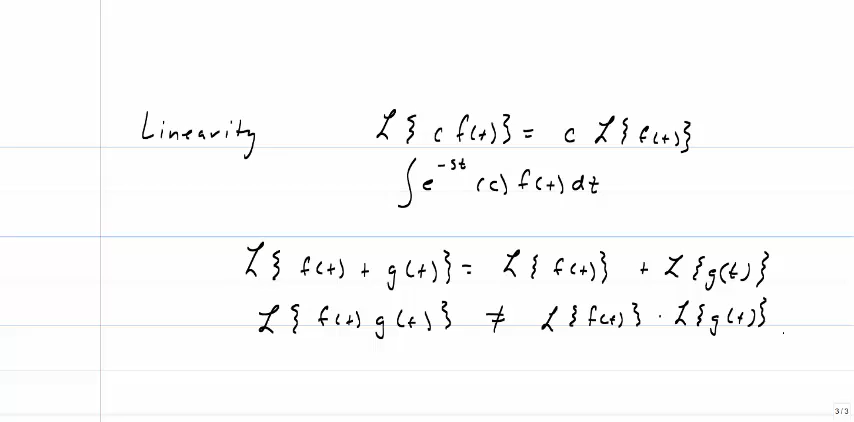 Linearity ℒ{c f(t)} = c ℒ{f(t)}
∫e^{-st} (c) f(t) dt
ℒ{f(t) + g(t)} = ℒ{f(t)} + ℒ{g(t)}
ℒ{f(t) g(t)} ≠ ℒ{f(t)} · ℒ{g(t)}.
3/3